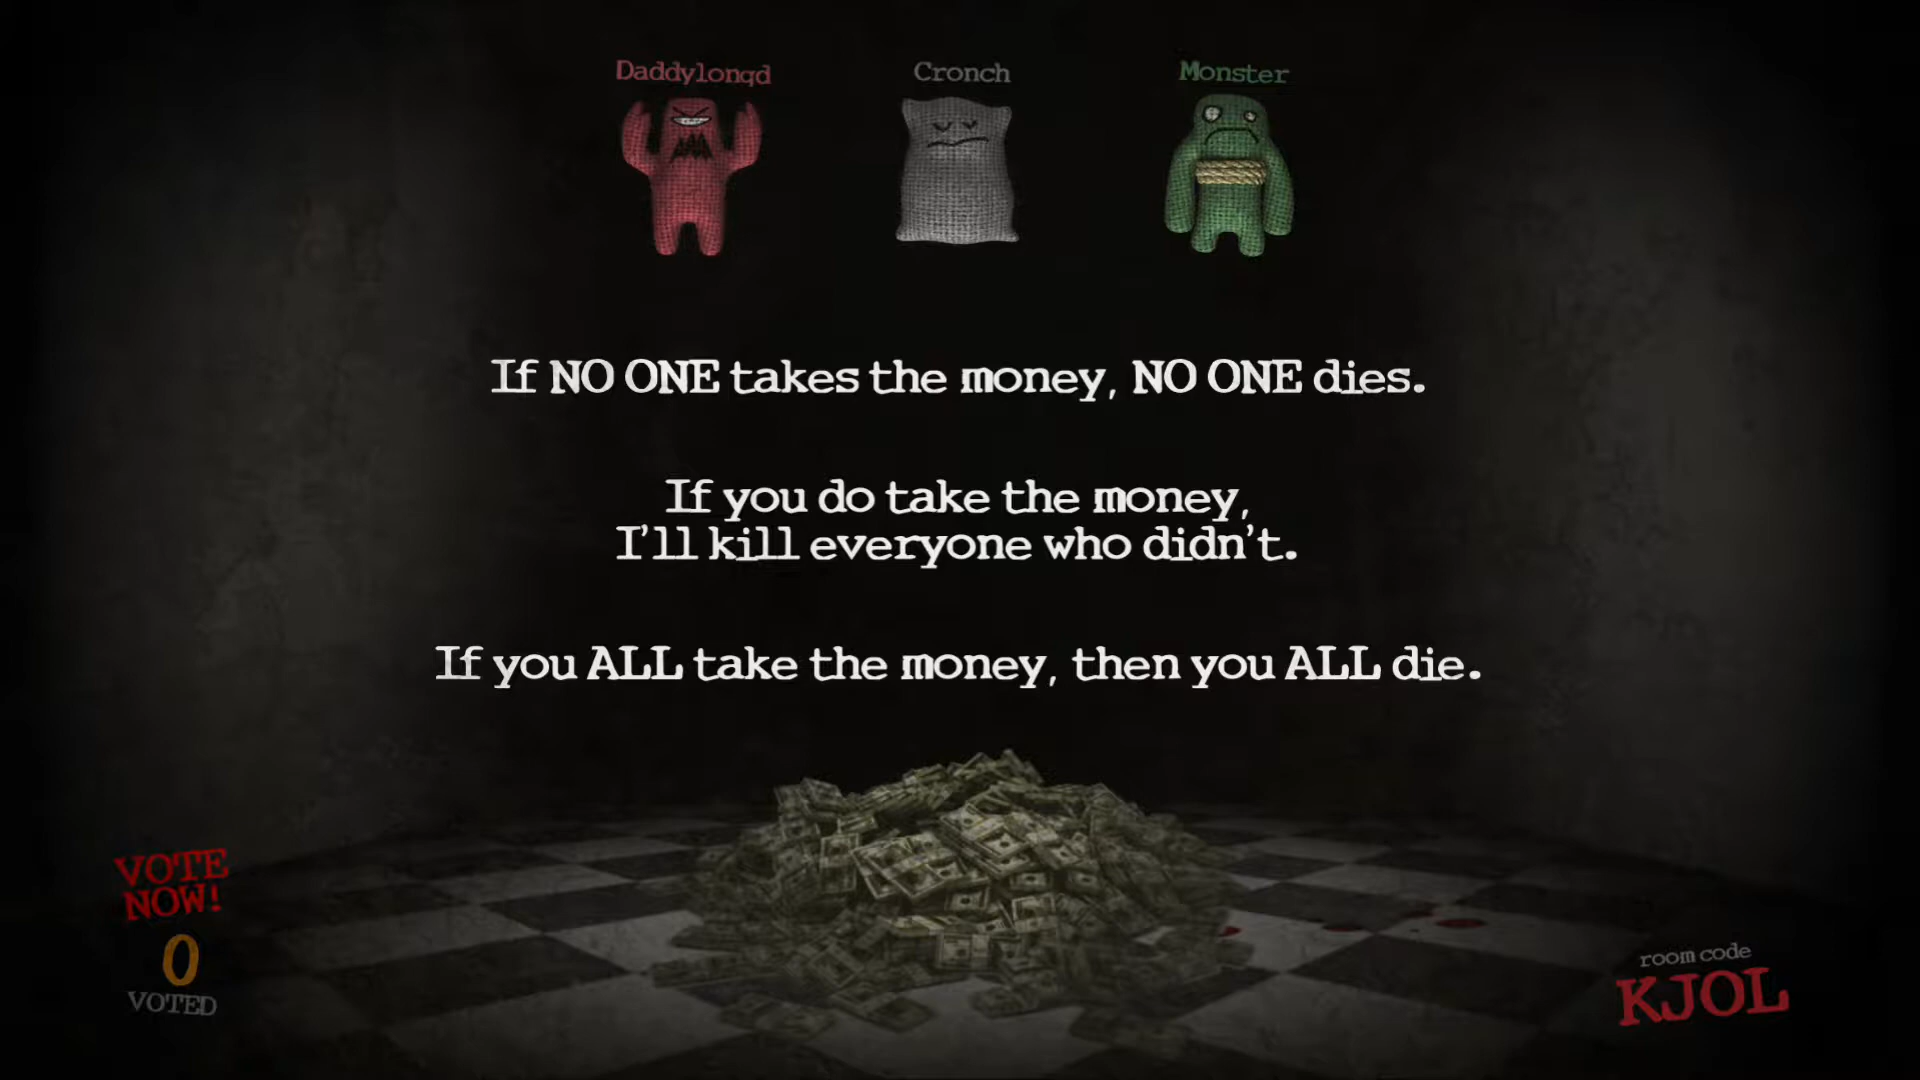 Daddylongd
Cronch
Monster
If NO ONE takes the money, NO ONE dies.
If you do take the money,
I'll kill everyone who didn't.
If you ALL take the money, then you ALL die.
VOTE
NOW!
0
VOTED
room code
KJOL